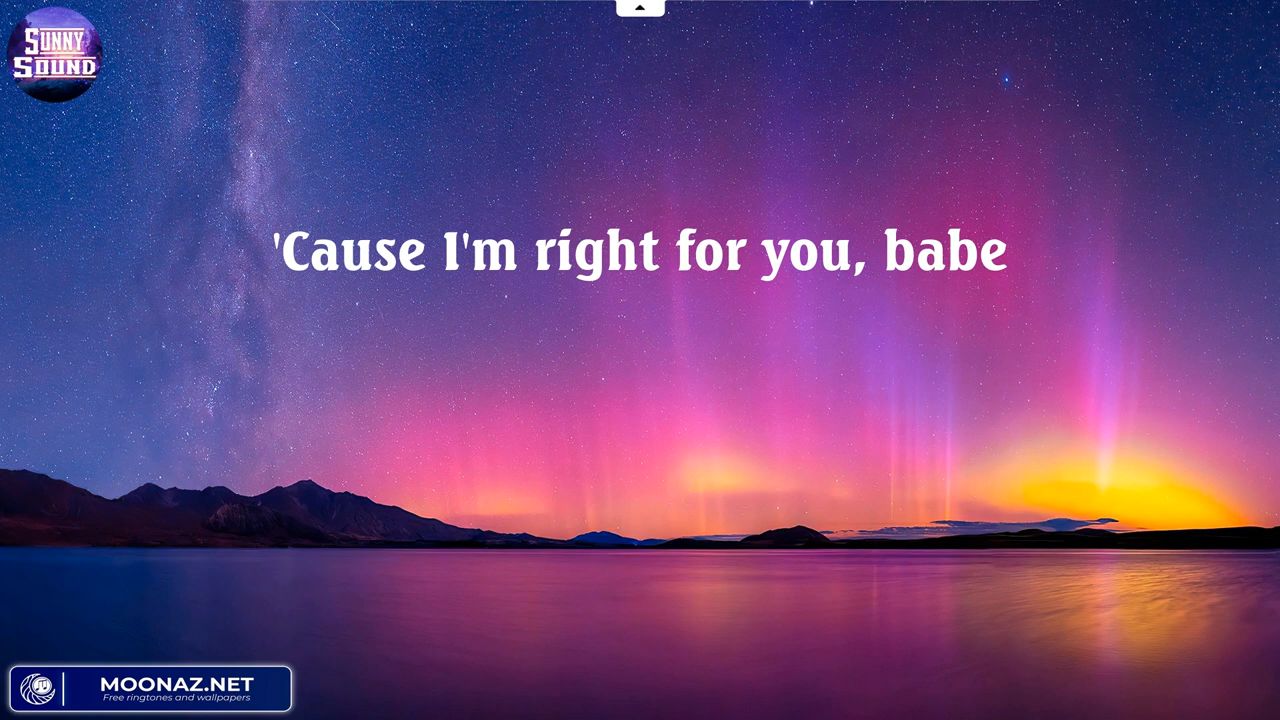 SUNNY
SOUND
'Cause I'm right for you, babe
MOONAZ.NET
Free ringtones and wallpapers